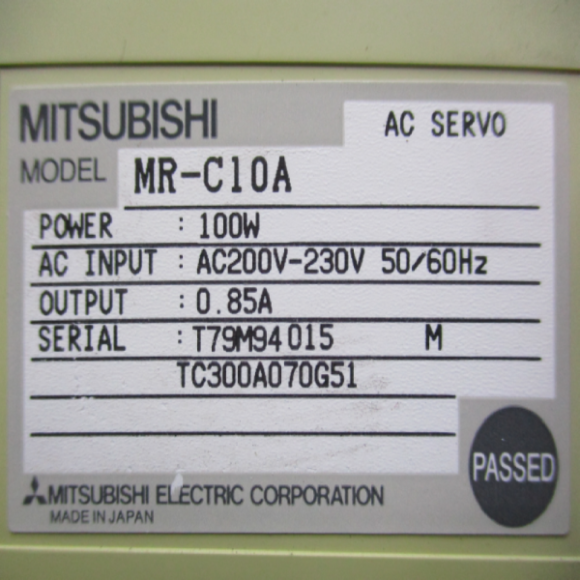 MITSUBISHI
AC SERVO
MODEL MR-C10A
POWER : 100W
AC INPUT : AC200V-230V 50/60Hz
OUTPUT : 0.85A
SERIAL : T79M94015 M
TC300A070G51
PASSED
MITSUBISHI ELECTRIC CORPORATION
MADE IN JAPAN